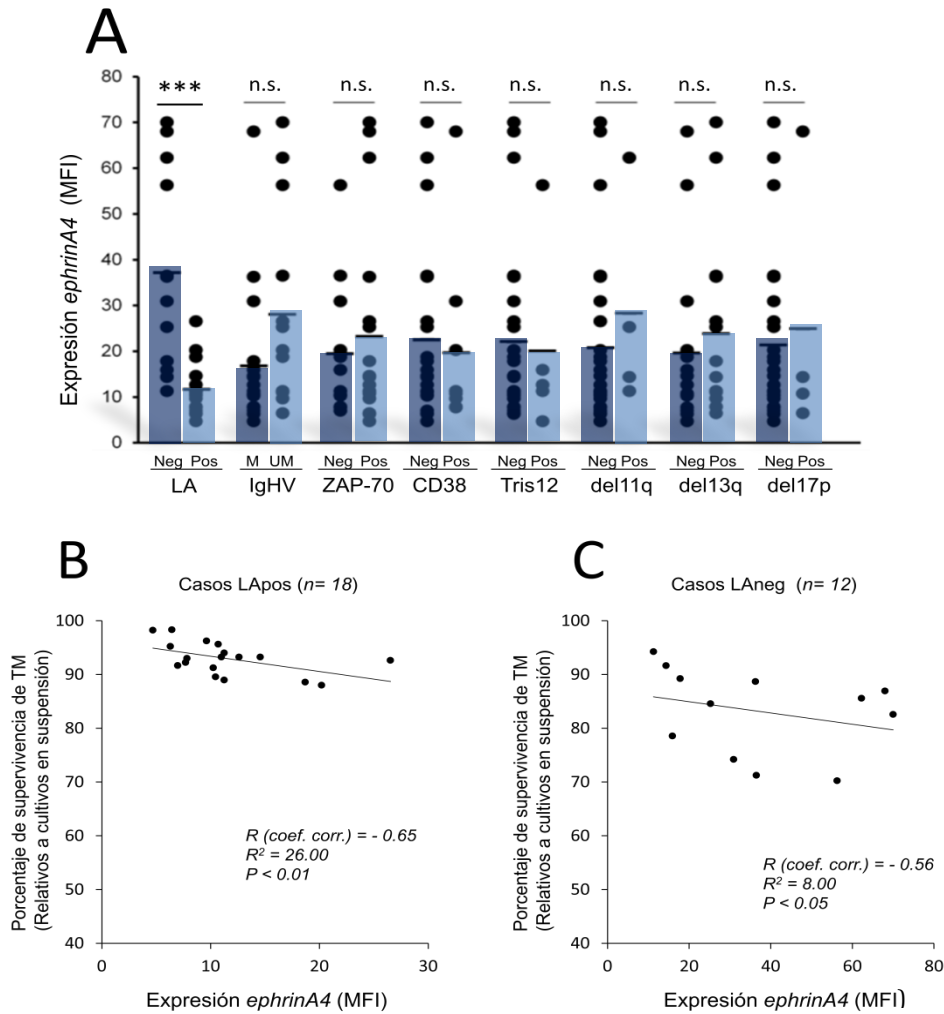 A
*** n.s. n.s. n.s. n.s. n.s. n.s. n.s.
80
70
60
50
40
30
20
10
0
Expresión ephrinA4 (MFI)
Neg Pos M UM Neg Pos Neg Pos Neg Pos Neg Pos Neg Pos Neg Pos
LA IgHV ZAP-70 CD38 Tris12 del11q del13q del17p
B
Casos LApos (n= 18)
Porcentaje de supervivencia de TM
(Relativos a cultivos en suspensión)
100
90
80
70
60
50
40
R (coef. corr.) = - 0.65
R² = 26.00
P < 0.01
0 10 20 30
Expresión ephrinA4 (MFI)
C
Casos LAneg (n= 12)
Porcentaje de supervivencia de TM
(Relativos a cultivos en suspensión)
100
90
80
70
60
50
40
R (coef. corr.) = - 0.56
R² = 8.00
P < 0.05
0 20 40 60 80
Expresión ephrinA4 (MFI)